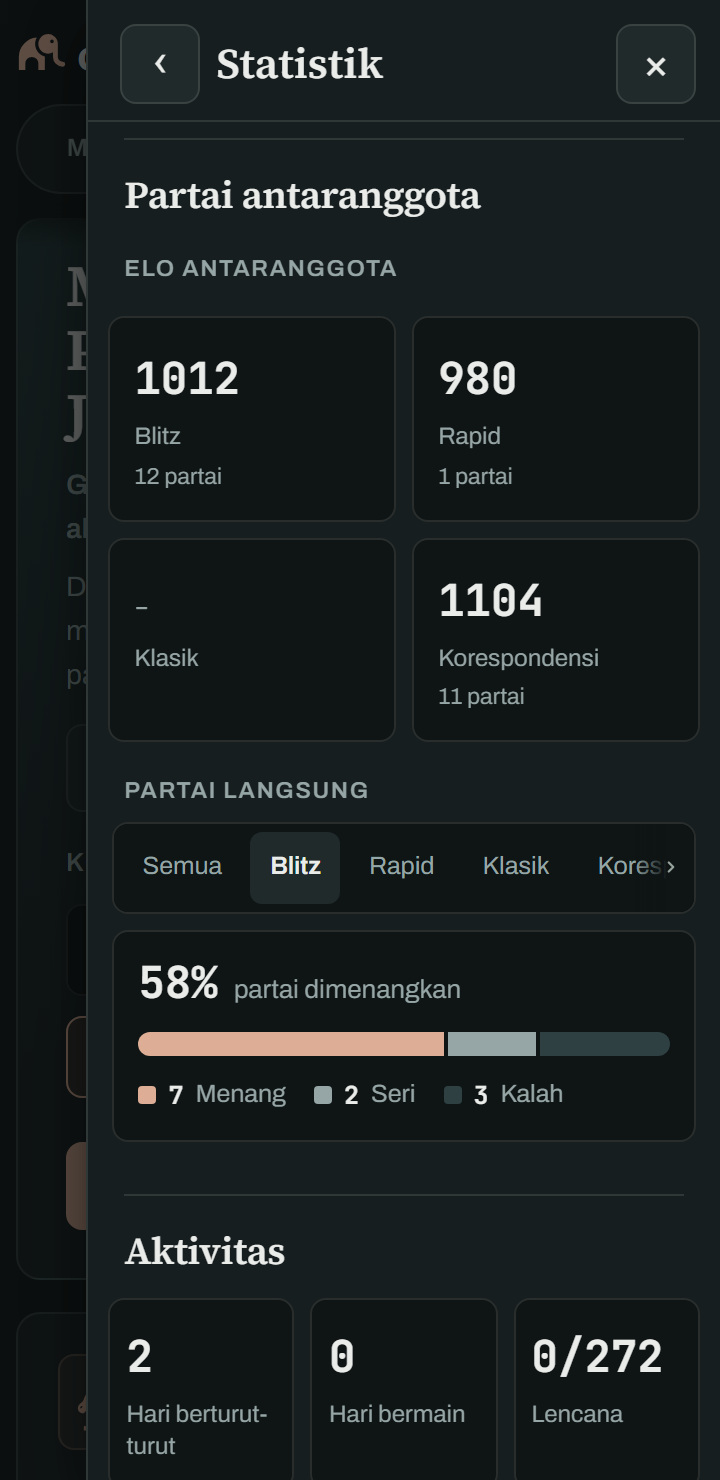 Statistik
Partai antaranggota
ELO ANTARANGGOTA
1012
Blitz
12 partai
980
Rapid
1 partai
–
Klasik
1104
Korespondensi
11 partai
PARTAI LANGSUNG
Semua Blitz Rapid Klasik Kores
58% partai dimenangkan
7 Menang 2 Seri 3 Kalah
Aktivitas
2
Hari berturut-
turut
0
Hari bermain
0/272
Lencana